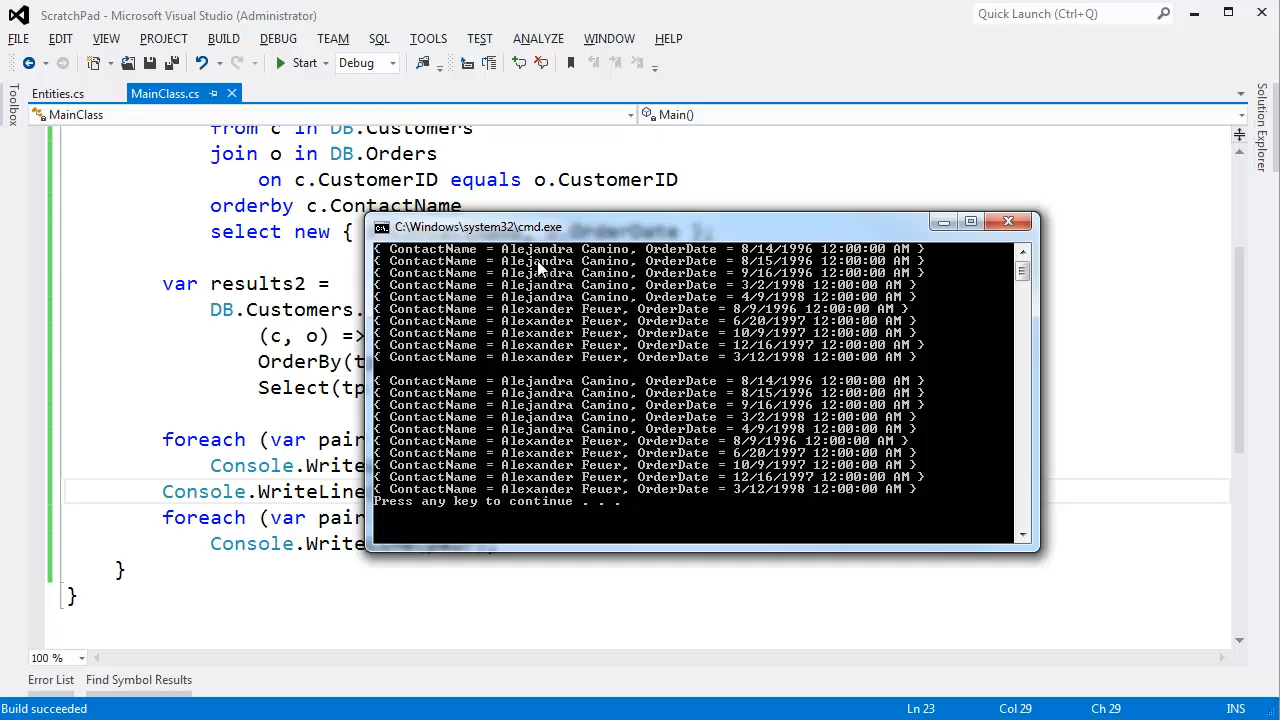 ScratchPad - Microsoft Visual Studio (Administrator)
Quick Launch (Ctrl+Q)
FILE EDIT VIEW PROJECT BUILD DEBUG TEAM SQL TOOLS TEST ANALYZE WINDOW HELP
Start Debug
Toolbox
Entities.cs MainClass.cs
MainClass Main()
Solution Explorer
from c in DB.Customers
join o in DB.Orders
on c.CustomerID equals o.CustomerID
orderby c.ContactName
select new { OrderDate };
var results2 =
DB.Customers.
(c, o) =>
OrderBy(t
Select(tp
foreach (var pair
Console.Write
Console.WriteLine
foreach (var pair
Console.WriteLine(pair);
}
}
C:\Windows\system32\cmd.exe
{ ContactName = Alejandra Camino, OrderDate = 8/14/1996 12:00:00 AM }
{ ContactName = Alejandra Camino, OrderDate = 8/15/1996 12:00:00 AM }
{ ContactName = Alejandra Camino, OrderDate = 9/16/1996 12:00:00 AM }
{ ContactName = Alejandra Camino, OrderDate = 3/2/1998 12:00:00 AM }
{ ContactName = Alejandra Camino, OrderDate = 4/9/1998 12:00:00 AM }
{ ContactName = Alexander Feuer, OrderDate = 8/9/1996 12:00:00 AM }
{ ContactName = Alexander Feuer, OrderDate = 6/20/1997 12:00:00 AM }
{ ContactName = Alexander Feuer, OrderDate = 10/9/1997 12:00:00 AM }
{ ContactName = Alexander Feuer, OrderDate = 12/16/1997 12:00:00 AM }
{ ContactName = Alexander Feuer, OrderDate = 3/12/1998 12:00:00 AM }
{ ContactName = Alejandra Camino, OrderDate = 8/14/1996 12:00:00 AM }
{ ContactName = Alejandra Camino, OrderDate = 8/15/1996 12:00:00 AM }
{ ContactName = Alejandra Camino, OrderDate = 9/16/1996 12:00:00 AM }
{ ContactName = Alejandra Camino, OrderDate = 3/2/1998 12:00:00 AM }
{ ContactName = Alejandra Camino, OrderDate = 4/9/1998 12:00:00 AM }
{ ContactName = Alexander Feuer, OrderDate = 8/9/1996 12:00:00 AM }
{ ContactName = Alexander Feuer, OrderDate = 6/20/1997 12:00:00 AM }
{ ContactName = Alexander Feuer, OrderDate = 10/9/1997 12:00:00 AM }
{ ContactName = Alexander Feuer, OrderDate = 12/16/1997 12:00:00 AM }
{ ContactName = Alexander Feuer, OrderDate = 3/12/1998 12:00:00 AM }
Press any key to continue . . .
100 %
Error List Find Symbol Results
Build succeeded Ln 23 Col 29 Ch 29 INS